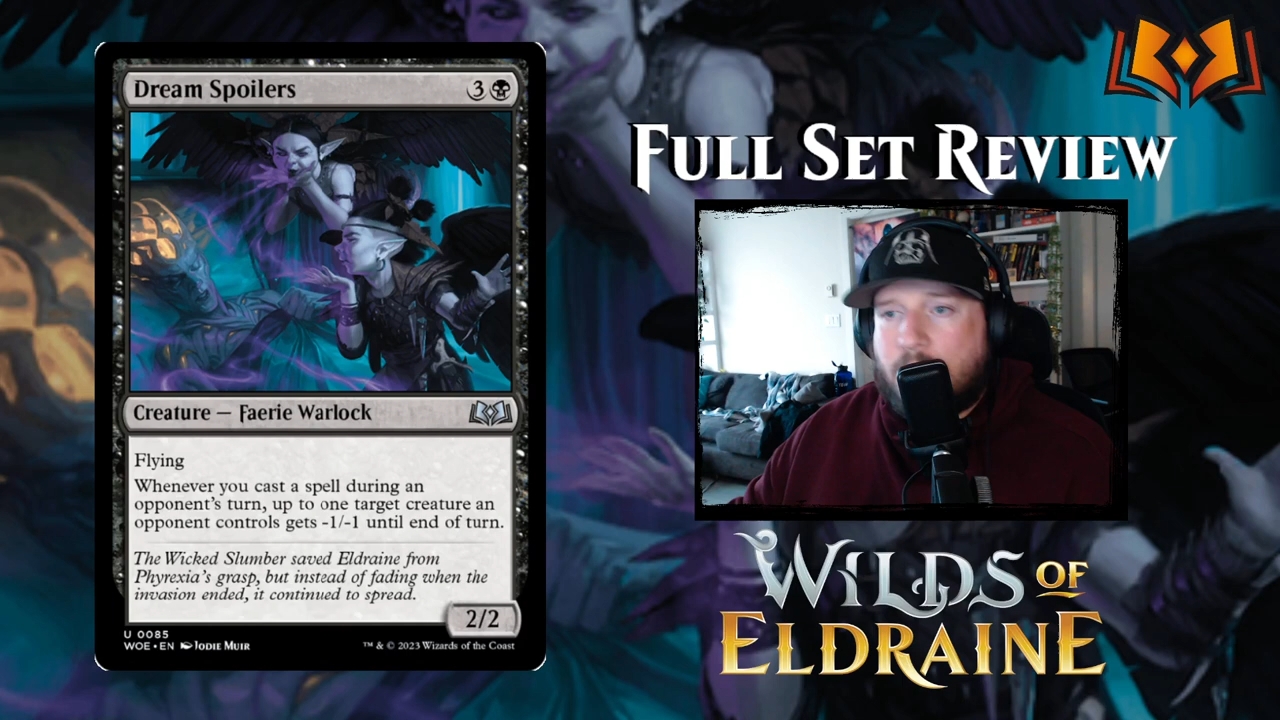 Dream Spoilers
3
Creature — Faerie Warlock
Flying
Whenever you cast a spell during an
opponent's turn, up to one target creature an
opponent controls gets -1/-1 until end of turn.
The Wicked Slumber saved Eldraine from
Phyrexia's grasp, but instead of fading when the
invasion ended, it continued to spread.
2/2
U 0085
WOE • EN Jodie Muir
™ & © 2023 Wizards of the Coast
Full Set Review
Wilds of
Eldraine